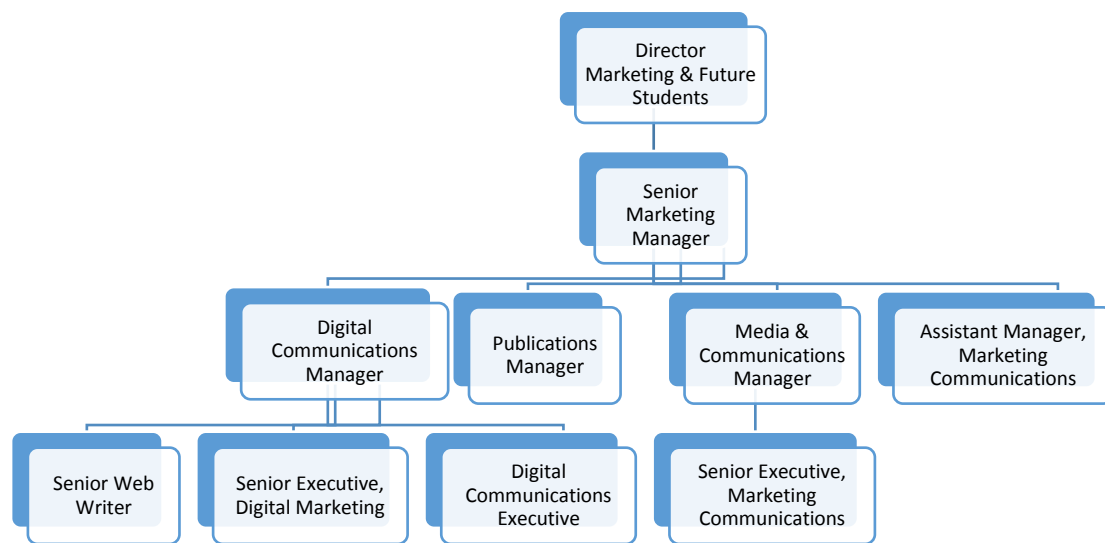 Director
Marketing & Future
Students
Senior
Marketing
Manager
Digital
Communications
Manager
Publications
Manager
Media &
Communications
Manager
Assistant Manager,
Marketing
Communications
Senior Web
Writer
Senior Executive,
Digital Marketing
Digital
Communications
Executive
Senior Executive,
Marketing
Communications